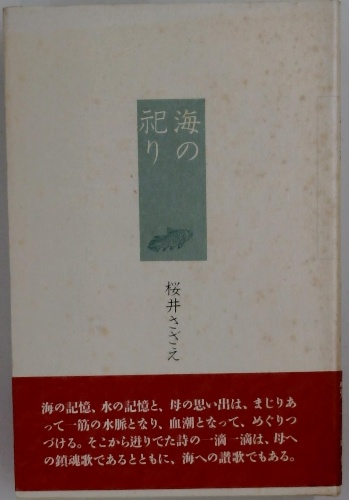 海の
祀り
桜井さざえ
海の記憶、水の記憶と、母の思い出は、まじりあ
って一筋の水脈となり、血潮となって、めぐりつ
づける。そこから迸りでた詩の一滴一滴は、母へ
の鎮魂歌であるとともに、海への讃歌でもある。